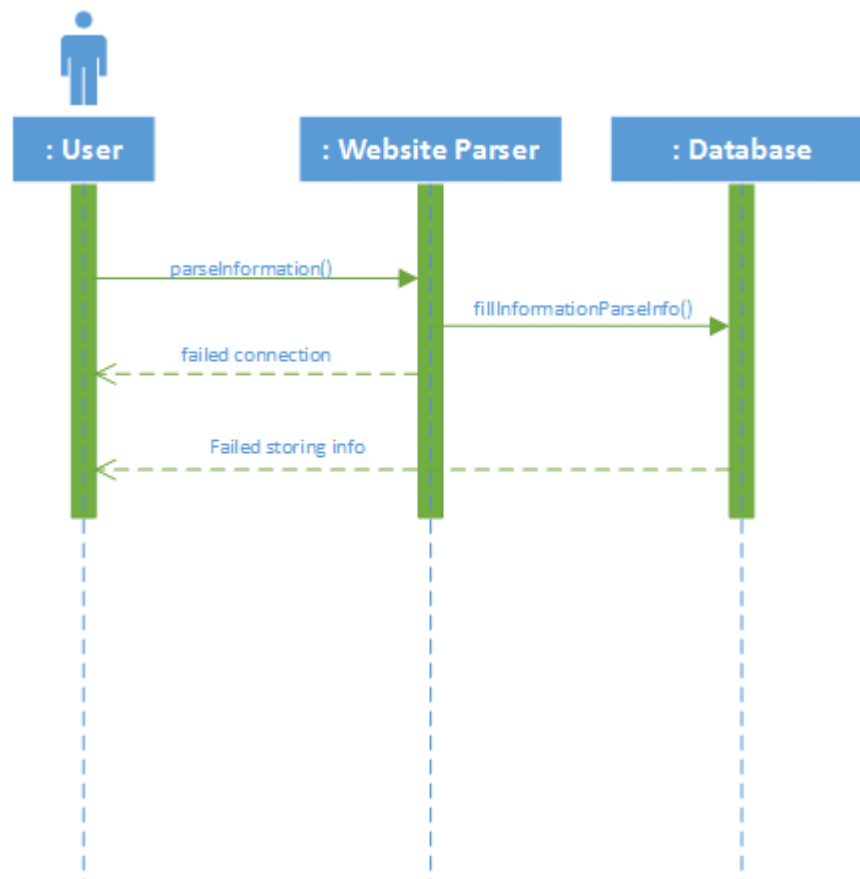 : User
: Website Parser
: Database
parseInformation()
fillInformationParseInfo()
failed connection
Failed storing info